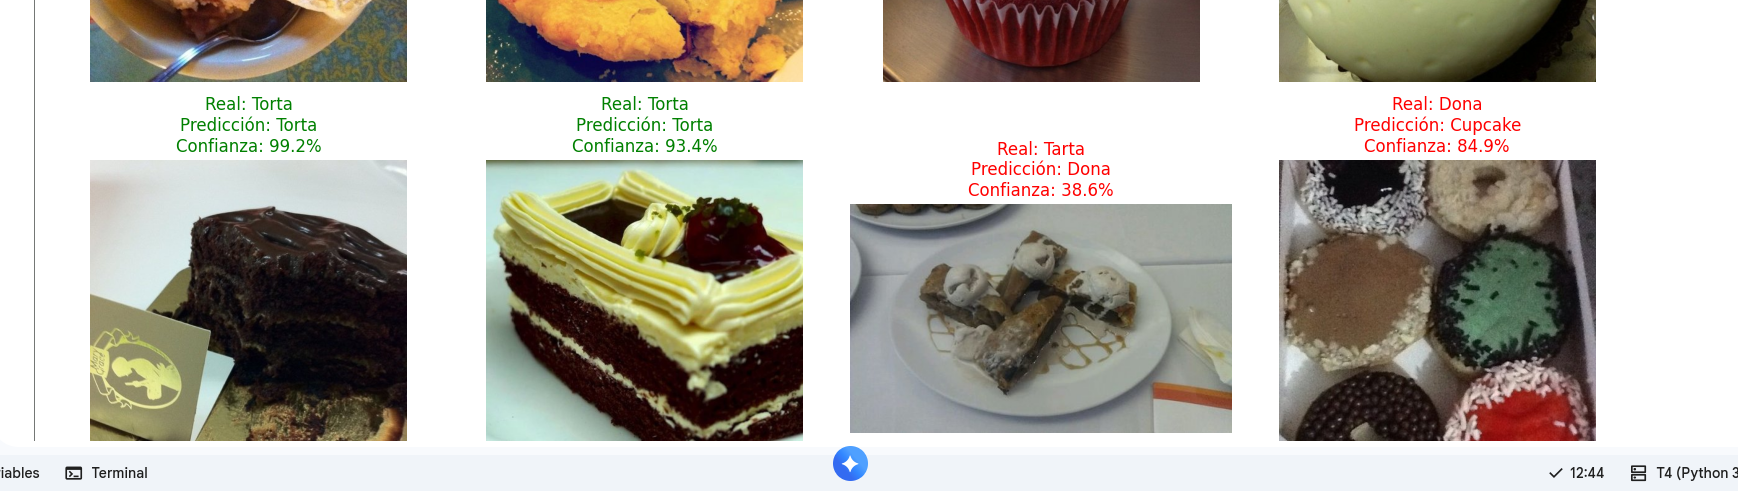 Real: Torta
Predicción: Torta
Confianza: 99.2%
Real: Torta
Predicción: Torta
Confianza: 93.4%
Real: Tarta
Predicción: Dona
Confianza: 38.6%
Real: Dona
Predicción: Cupcake
Confianza: 84.9%
iables
Terminal
12:44
T4 (Python 3